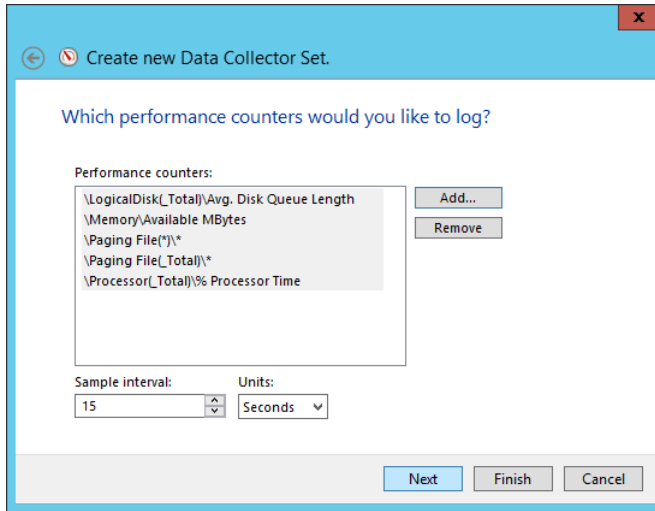 x
Create new Data Collector Set.
Which performance counters would you like to log?
Performance counters:
\LogicalDisk(_Total)\Avg. Disk Queue Length
\Memory\Available MBytes
\Paging File(*)\*
\Paging File(_Total)\*
\Processor(_Total)\% Processor Time
Add...
Remove
Sample interval:
Units:
15
Seconds
Next
Finish
Cancel